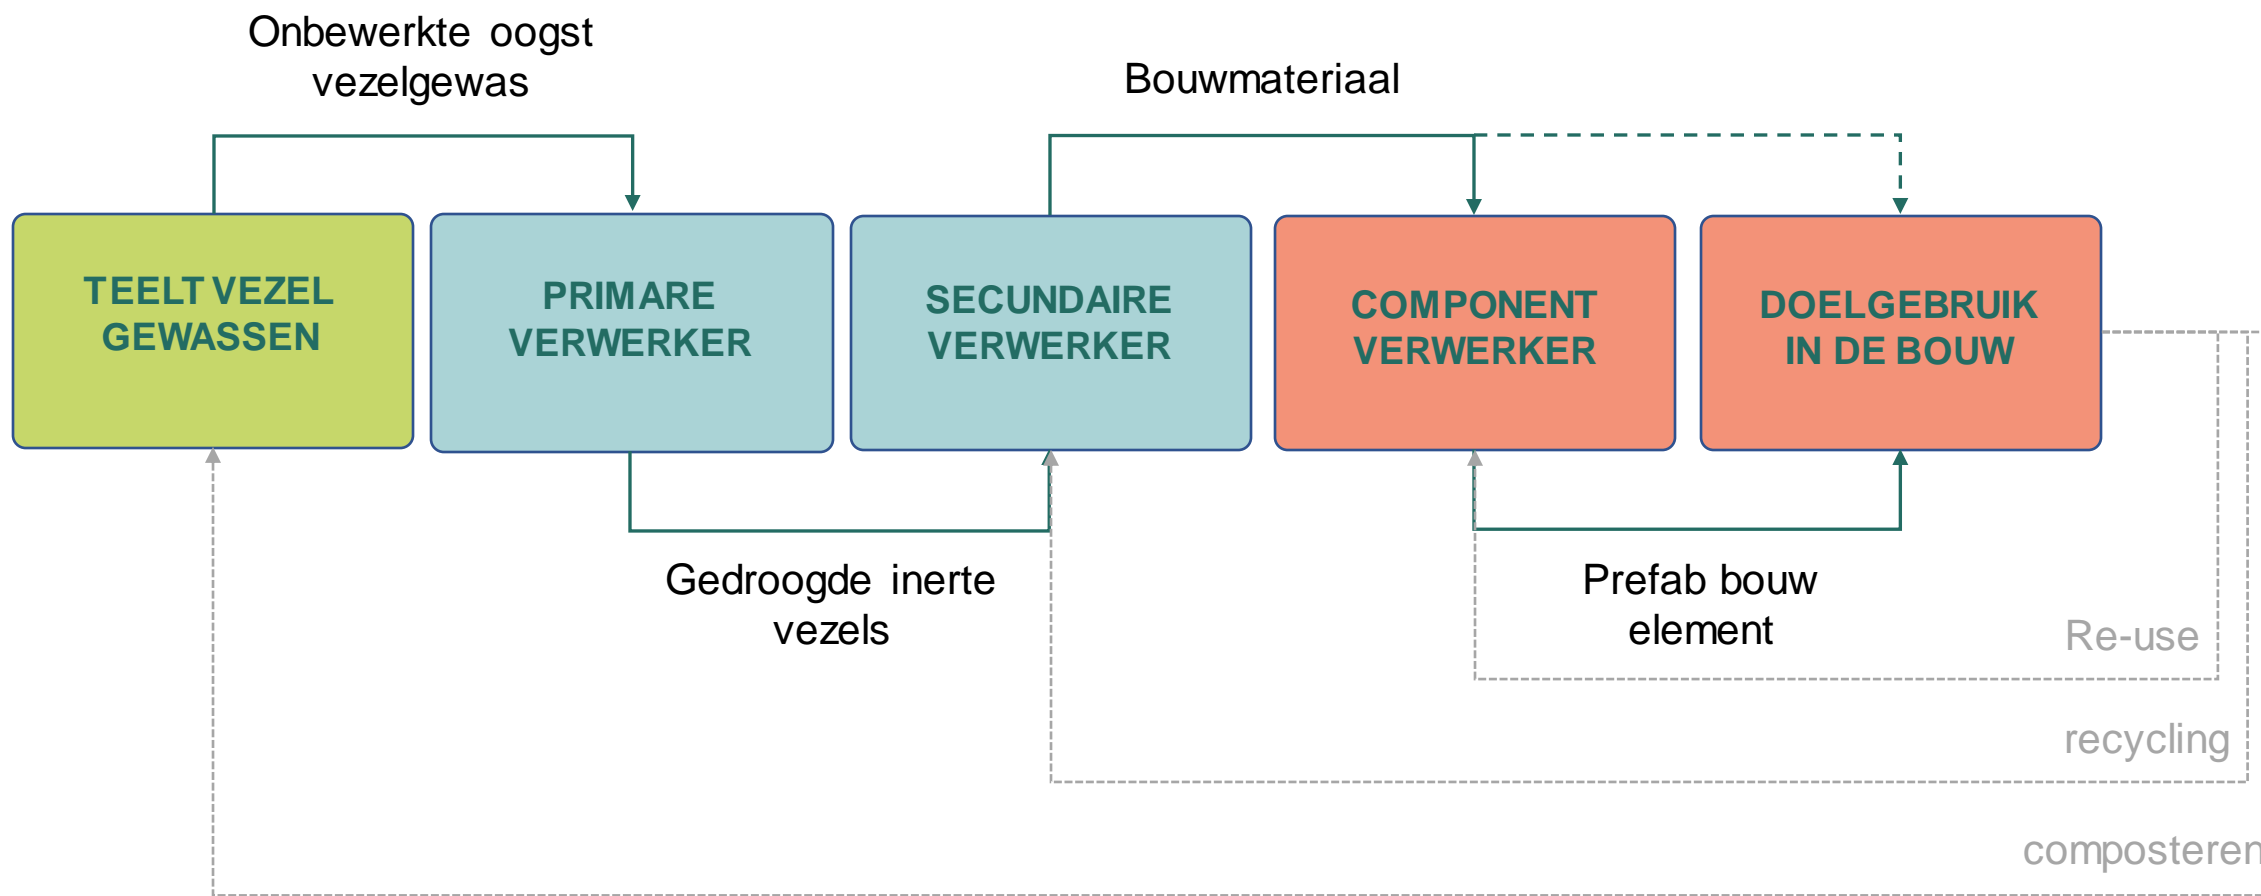 Onbewerkte oogst
vezelgewas
Bouwmateriaal
TEELT VEZEL
GEWASSEN
PRIMARE
VERWERKER
SECUNDAIRE
VERWERKER
COMPONENT
VERWERKER
DOELGEBRUIK
IN DE BOUW
Gedroogde inerte
vezels
Prefab bouw
element
Re-use
recycling
composteren